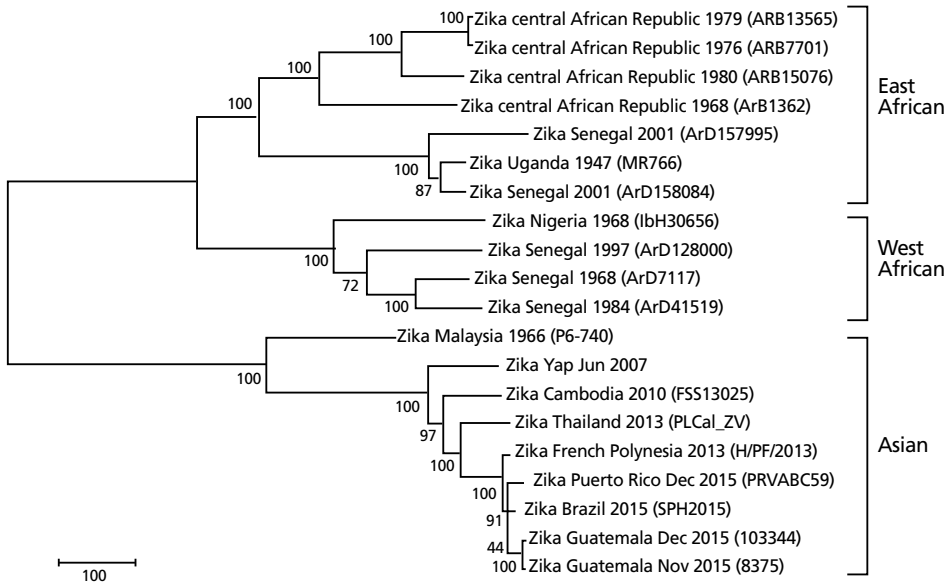 100 Zika central African Republic 1979 (ARB13565)
100 Zika central African Republic 1976 (ARB7701)
100 Zika central African Republic 1980 (ARB15076)
100 Zika central African Republic 1968 (ArB1362)
East
African
Zika Senegal 2001 (ArD157995)
100 Zika Uganda 1947 (MR766)
87 Zika Senegal 2001 (ArD158084)
Zika Nigeria 1968 (IbH30656)
100 Zika Senegal 1997 (ArD128000)
72 Zika Senegal 1968 (ArD7117)
100 Zika Senegal 1984 (ArD41519)
West
African
Zika Malaysia 1966 (P6-740)
100 Zika Yap Jun 2007
100 Zika Cambodia 2010 (FSS13025)
97 Zika Thailand 2013 (PLCal_ZV)
100 Zika French Polynesia 2013 (H/PF/2013)
100 Zika Puerto Rico Dec 2015 (PRVABC59)
91 Zika Brazil 2015 (SPH2015)
44 Zika Guatemala Dec 2015 (103344)
100 Zika Guatemala Nov 2015 (8375)
Asian
100